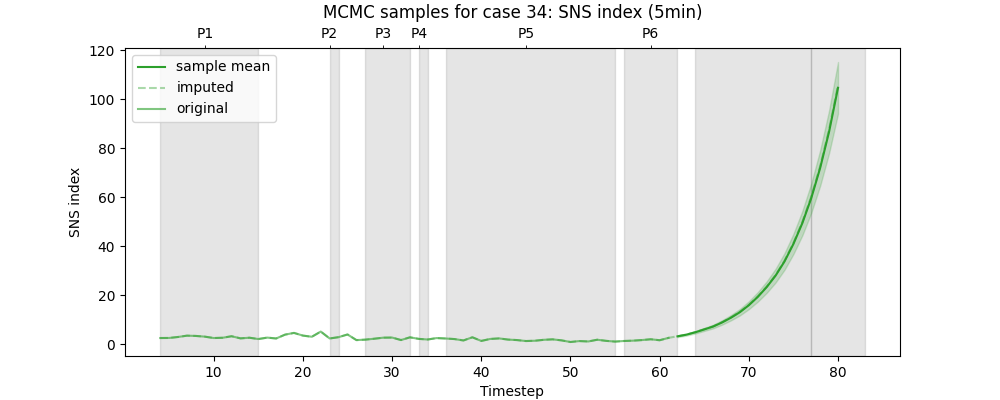 MCMC samples for case 34: SNS index (5min)
P1 P2 P3 P4 P5 P6
sample mean
imputed
original
120
100
80
60
40
20
0
SNS index
10 20 30 40 50 60 70 80
Timestep